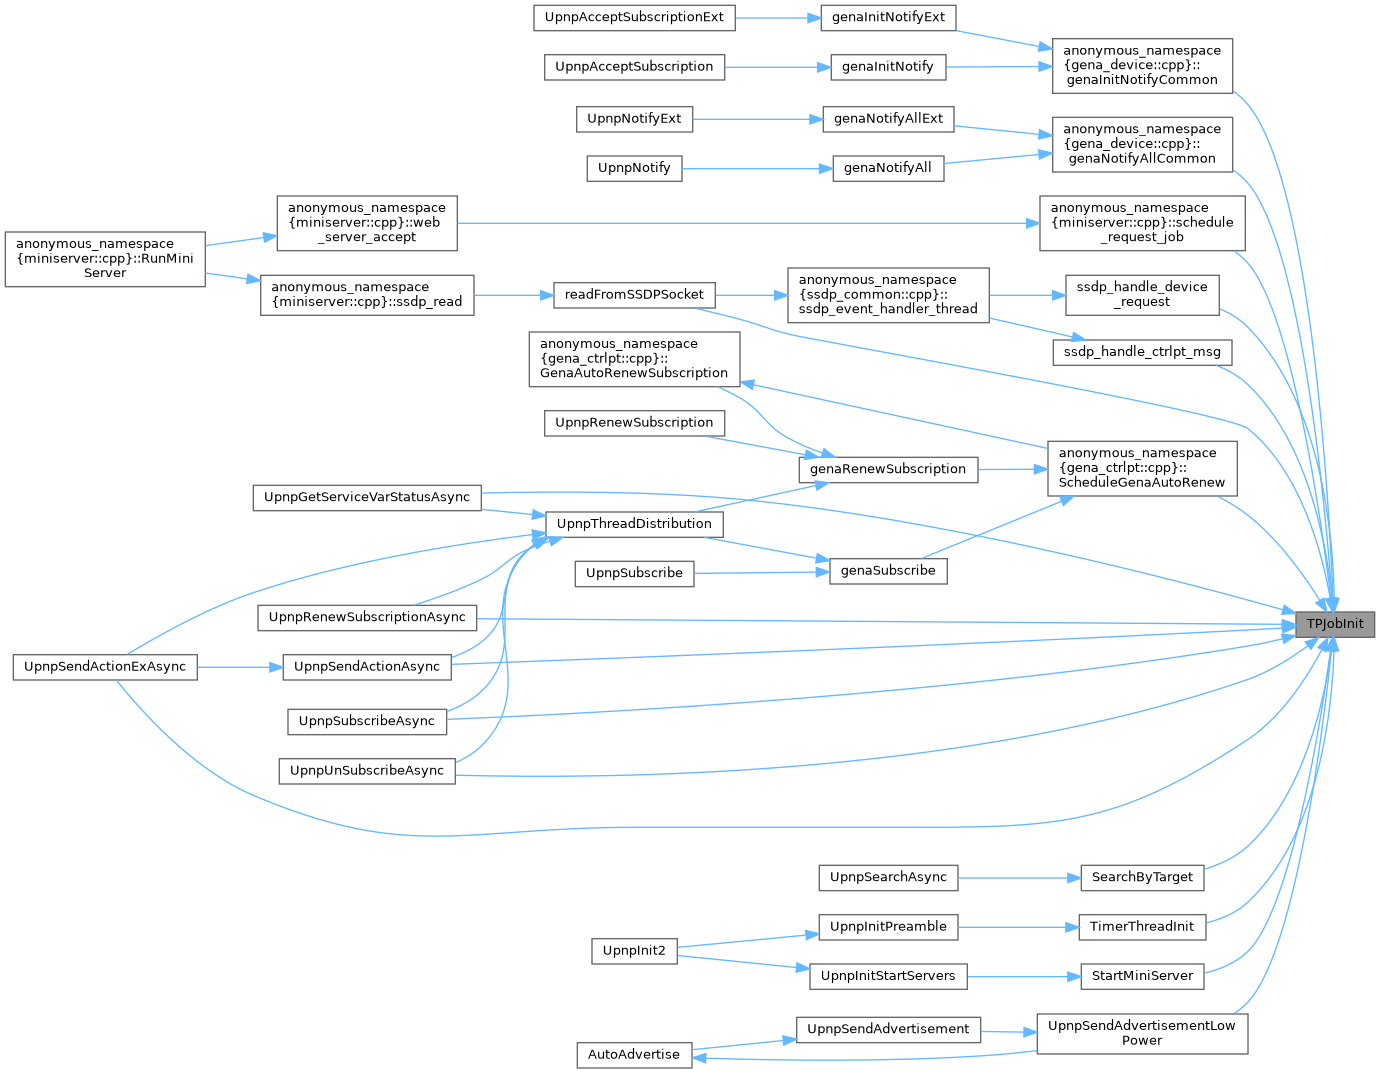 UpnpAcceptSubscriptionExt
genaInitNotifyExt
anonymous_namespace
{gena_device::cpp}::
genaInitNotifyCommon
UpnpAcceptSubscription
genaInitNotify
UpnpNotifyExt
genaNotifyAllExt
anonymous_namespace
{gena_device::cpp}::
genaNotifyAllCommon
UpnpNotify
genaNotifyAll
anonymous_namespace
{miniserver::cpp}::RunMini
Server
anonymous_namespace
{miniserver::cpp}::web
_server_accept
anonymous_namespace
{miniserver::cpp}::schedule
_request_job
anonymous_namespace
{miniserver::cpp}::ssdp_read
readFromSSDPSocket
anonymous_namespace
{ssdp_common::cpp}::
ssdp_event_handler_thread
ssdp_handle_device
_request
ssdp_handle_ctrlpt_msg
anonymous_namespace
{gena_ctrlpt::cpp}::
GenaAutoRenewSubscription
UpnpRenewSubscription
genaRenewSubscription
anonymous_namespace
{gena_ctrlpt::cpp}::
ScheduleGenaAutoRenew
UpnpGetServiceVarStatusAsync
UpnpThreadDistribution
UpnpSubscribe
genaSubscribe
UpnpRenewSubscriptionAsync
TPJobInit
UpnpSendActionExAsync
UpnpSendActionAsync
UpnpSubscribeAsync
UpnpUnSubscribeAsync
UpnpSearchAsync
SearchByTarget
UpnpInit2
UpnpInitPreamble
TimerThreadInit
UpnpInitStartServers
StartMiniServer
AutoAdvertise
UpnpSendAdvertisement
UpnpSendAdvertisementLow
Power